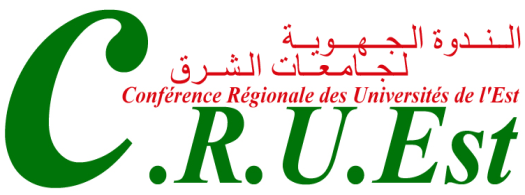 الندوة الجهوية
لجامعات الشرق
Conférence Régionale des Universités de l'Est
C.R.U.Est